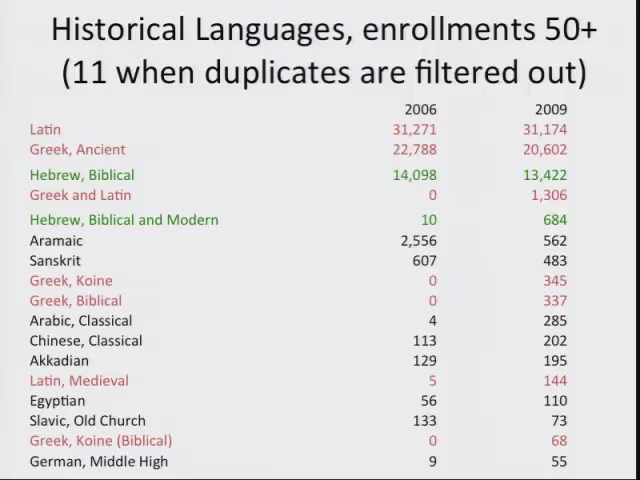 Historical Languages, enrollments 50+
(11 when duplicates are filtered out)
2006 2009
Latin 31,271 31,174
Greek, Ancient 22,788 20,602
Hebrew, Biblical 14,098 13,422
Greek and Latin 0 1,306
Hebrew, Biblical and Modern 10 684
Aramaic 2,556 562
Sanskrit 607 483
Greek, Koine 0 345
Greek, Biblical 0 337
Arabic, Classical 4 285
Chinese, Classical 113 202
Akkadian 129 195
Latin, Medieval 5 144
Egyptian 56 110
Slavic, Old Church 133 73
Greek, Koine (Biblical) 0 68
German, Middle High 9 55